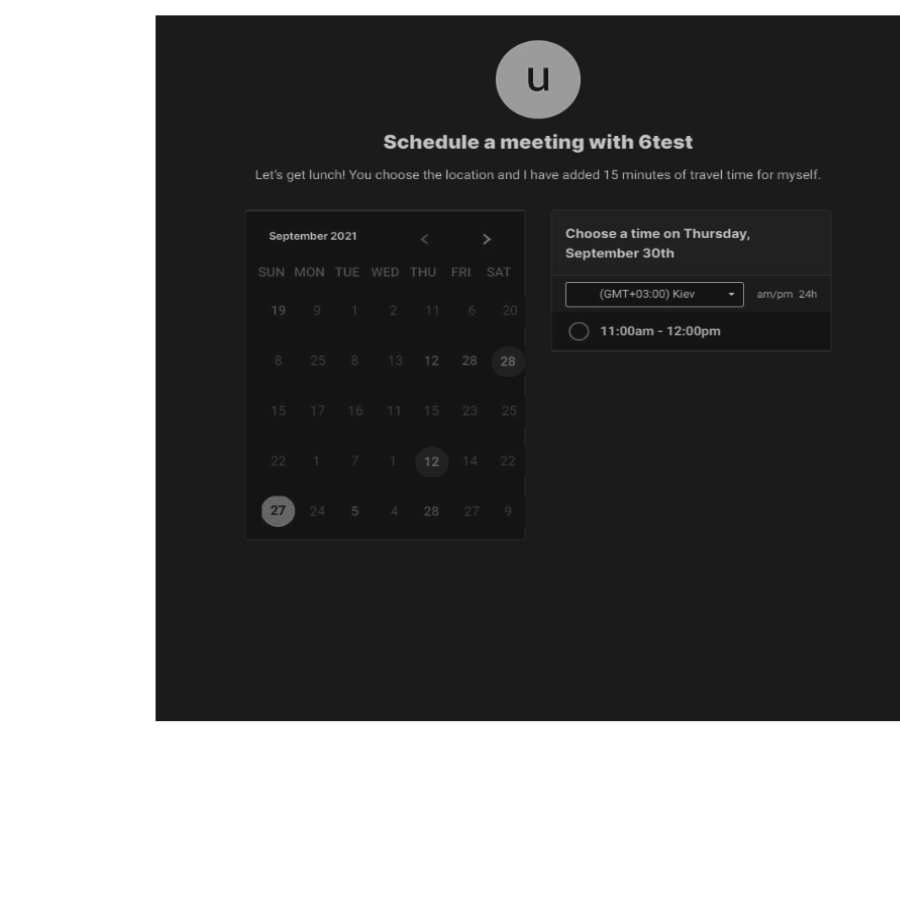 u
Schedule a meeting with 6test
Let's get lunch! You choose the location and I have added 15 minutes of travel time for myself.
September 2021 < >
SUN MON TUE WED THU FRI SAT
19 9 1 2 11 6 20
8 25 8 13 12 28 28
15 17 16 11 15 23 25
22 1 7 1 12 14 22
27 24 5 4 28 27 9
Choose a time on Thursday,
September 30th
(GMT+03:00) Kiev am/pm 24h
11:00am - 12:00pm